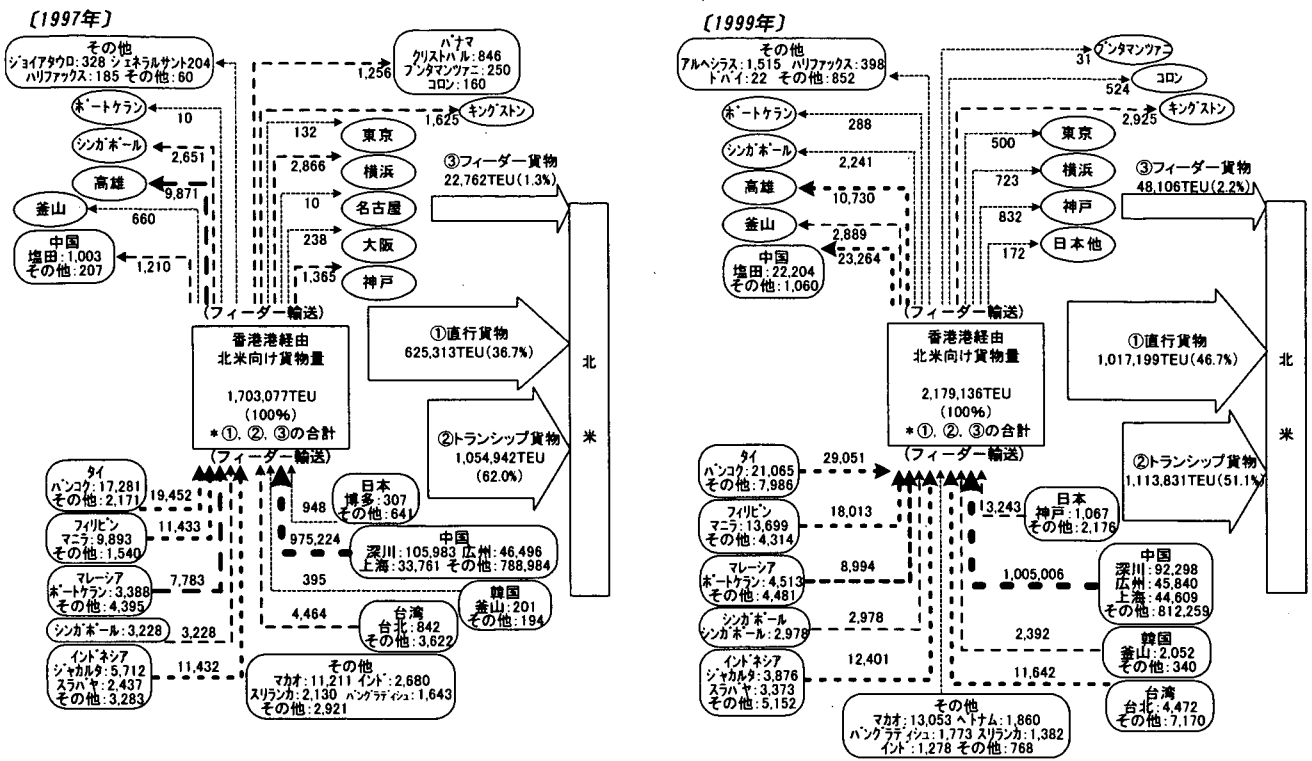 〔1997年〕
その他
ジョイアタウロ:328 ジェネラルサント204
ハリファックス:185 その他:60
パナマ
クリストバル:846
ブンタマンツァニ:250
コロン:160
1,256
ポートケラン
10
キングストン
1,625
シンガポール
2,651
132
東京
高雄
9,871
2,866
横浜
釜山
660
10
名古屋
中国
塩田:1,003
その他:207
1,210
238
大阪
1,365
神戸
③フィーダー貨物
22,762TEU(1.3%)
(フィーダー輸送)
香港港経由
北米向け貨物量
1,703,077TEU
(100%)
*①,②,③の合計
(フィーダー輸送)
①直行貨物
625,313TEU(36.7%)
②トランシップ貨物
1,054,942TEU
(62.0%)
北
米
タイ
バンコク:17,281
その他:2,171
19,452
フィリピン
マニラ:9,893
その他:1,540
11,433
マレーシア
ポートケラン:3,388
その他:4,395
7,783
シンガポール:3,228
3,228
インドネシア
ジャカルタ:5,712
スラバヤ:2,437
その他:3,283
11,432
948
日本
博多:307
その他:641
975,224
中国
深川:105,983 広州:46,496
上海:33,761 その他:788,984
395
韓国
釜山:201
その他:194
4,464
台湾
台北:842
その他:3,622
その他
マカオ:11,211 インド:2,680
スリランカ:2,130 バングラディシュ:1,643
その他:2,921
〔1999年〕
その他
アルヘシラス:1,515 ハリファックス:398
ドバイ:22 その他:852
ブンタマンツァニ
31
コロン
524
キングストン
2,925
ポートケラン
288
シンガポール
2,241
高雄
10,730
釜山
2,889
中国
塩田:22,204
その他:1,060
23,264
500
東京
723
横浜
832
神戸
172
日本他
③フィーダー貨物
48,106TEU(2.2%)
(フィーダー輸送)
香港港経由
北米向け貨物量
2,179,136TEU
(100%)
*①,②,③の合計
(フィーダー輸送)
①直行貨物
1,017,199TEU(46.7%)
②トランシップ貨物
1,113,831TEU(51.1%)
北
米
タイ
バンコク:21,065
その他:7,986
29,051
フィリピン
マニラ:13,699
その他:4,314
18,013
マレーシア
ポートケラン:4,513
その他:4,481
8,994
シンガポール
シンガポール:2,978
2,978
インドネシア
ジャカルタ:3,876
スラバヤ:3,373
その他:5,152
12,401
3,243
日本
神戸:1,067
その他:2,176
1,005,006
中国
深川:92,298
広州:45,840
上海:44,609
その他:812,259
2,392
韓国
釜山:2,052
その他:340
11,642
台湾
台北:4,472
その他:7,170
その他
マカオ:13,053 ベトナム:1,860
バングラディシュ:1,773 スリランカ:1,382
インド:1,278 その他:768